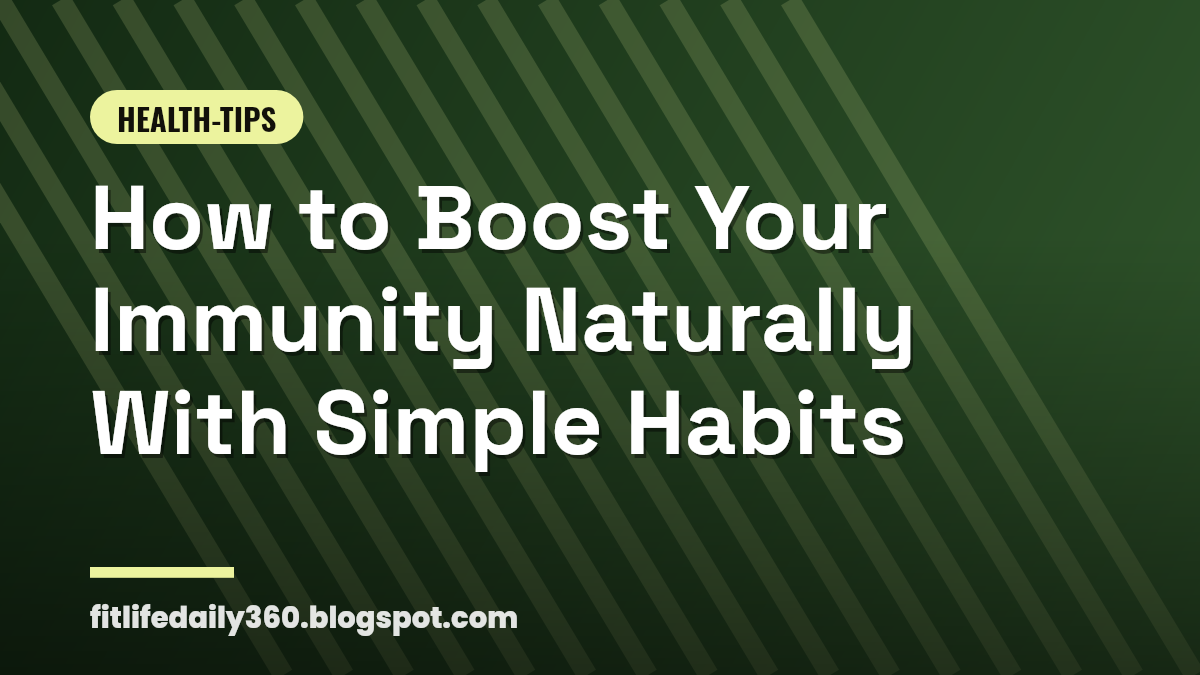 HEALTH-TIPS
How to Boost Your
Immunity Naturally
With Simple Habits
fitlifedaily360.blogspot.com